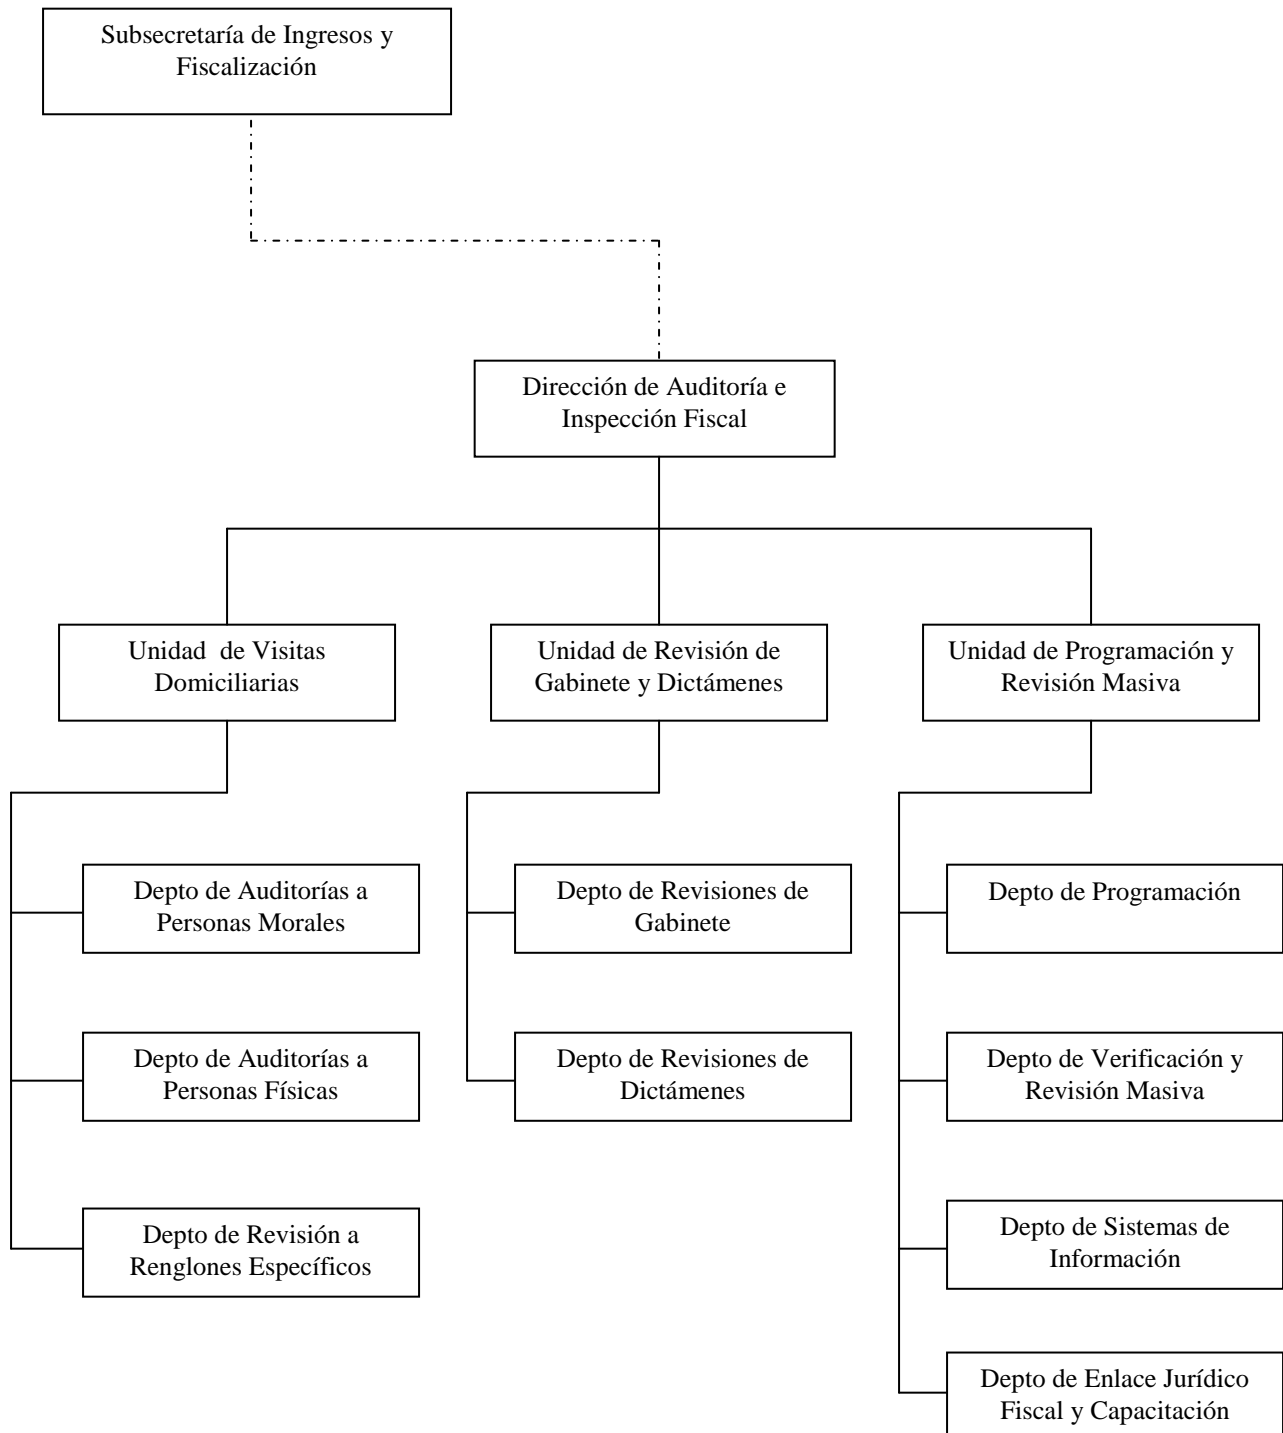 Subsecretaría de Ingresos y
Fiscalización
Dirección de Auditoría e
Inspección Fiscal
Unidad de Visitas
Domiciliarias
Unidad de Revisión de
Gabinete y Dictámenes
Unidad de Programación y
Revisión Masiva
Depto de Auditorías a
Personas Morales
Depto de Revisiones de
Gabinete
Depto de Programación
Depto de Auditorías a
Personas Físicas
Depto de Revisiones de
Dictámenes
Depto de Verificación y
Revisión Masiva
Depto de Revisión a
Renglones Específicos
Depto de Sistemas de
Información
Depto de Enlace Jurídico
Fiscal y Capacitación